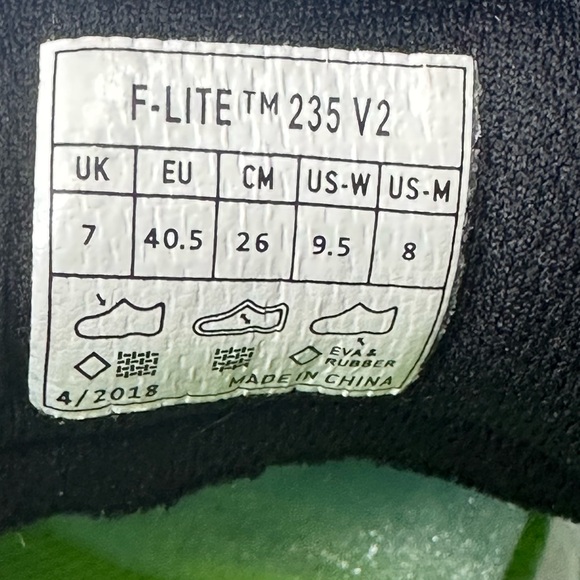 F-LITE™ 235 V2
UK EU CM US-W US-M
7 40.5 26 9.5 8
EVA &
RUBBER
MADE IN CHINA
4/2018